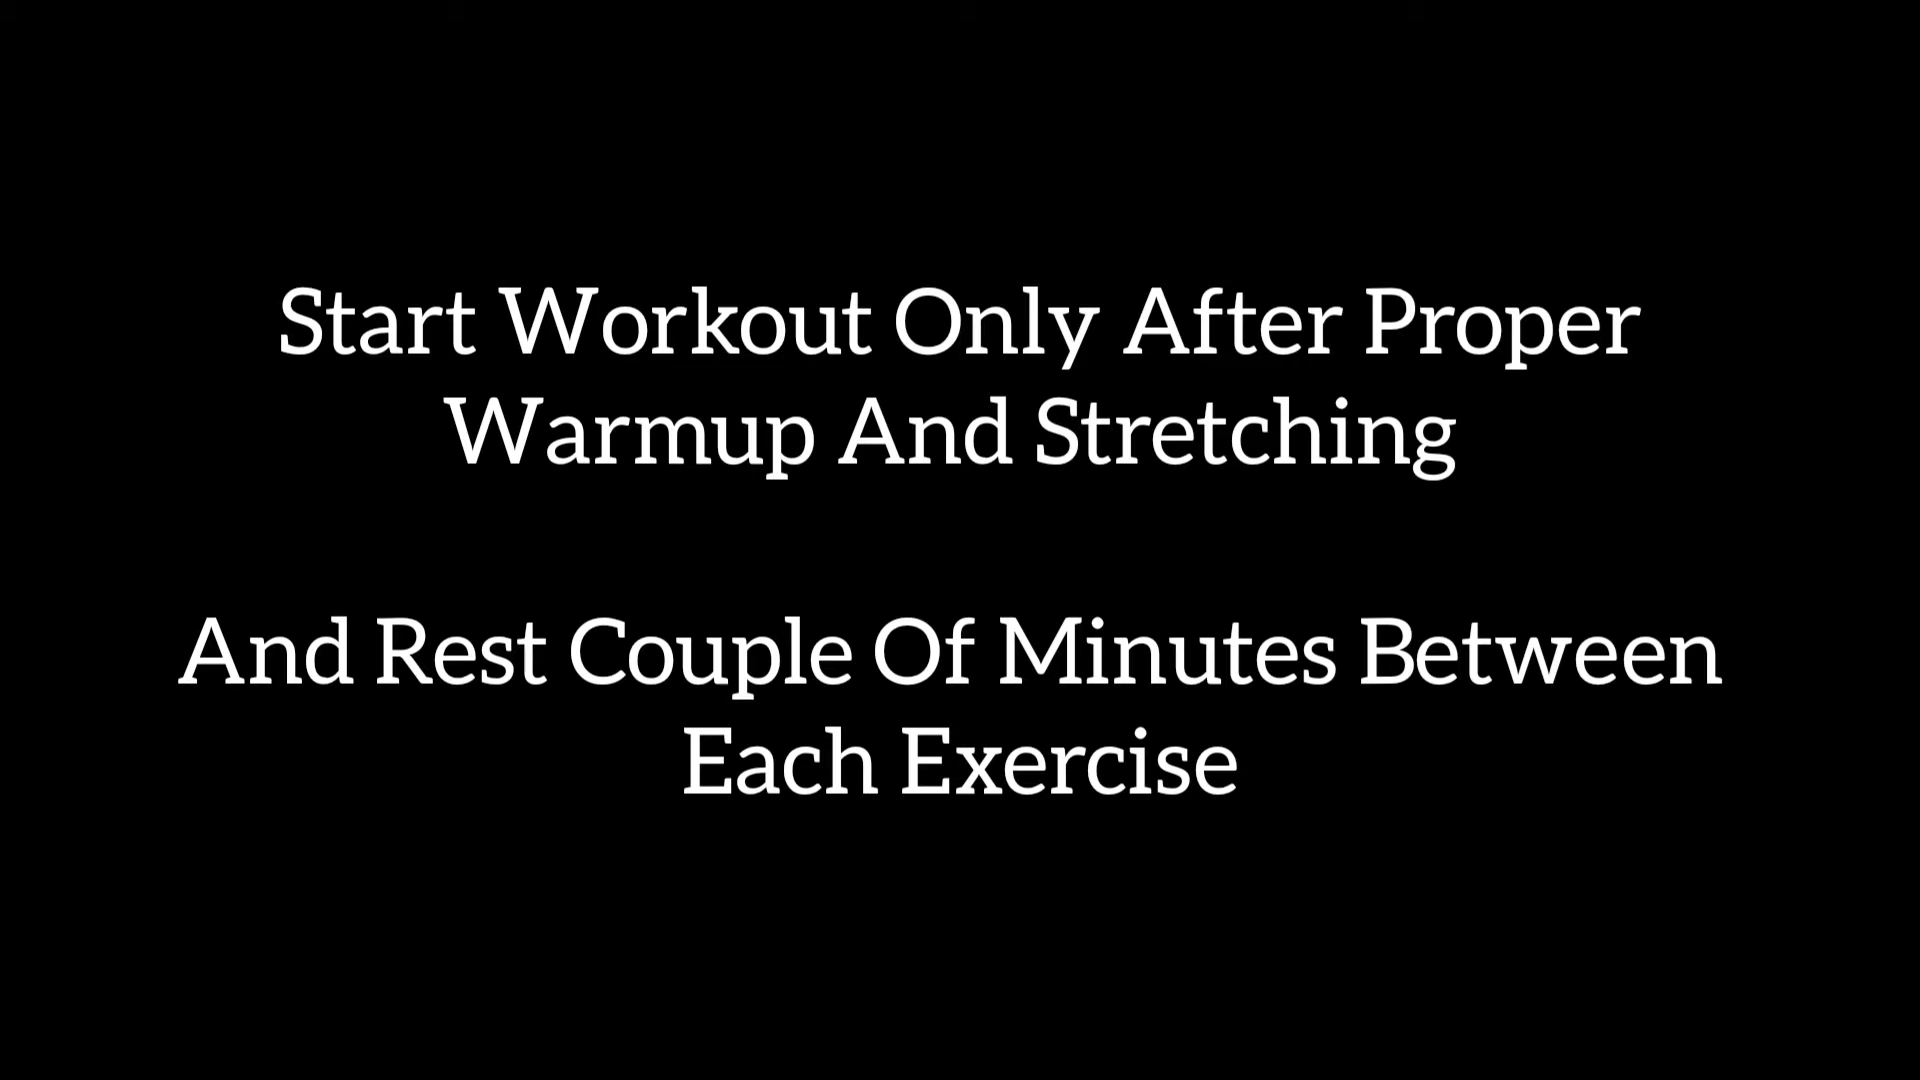 Start Workout Only After Proper
Warmup And Stretching
And Rest Couple Of Minutes Between
Each Exercise